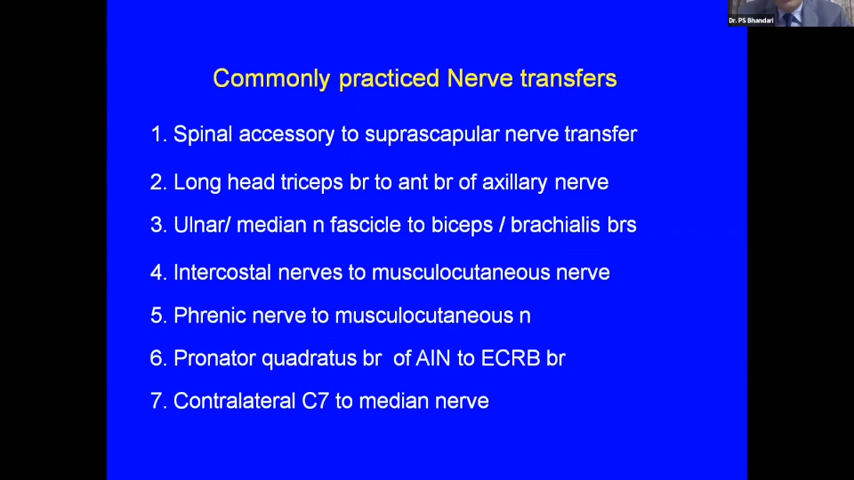 Dr. PS Bhandari
Commonly practiced Nerve transfers
1. Spinal accessory to suprascapular nerve transfer
2. Long head triceps br to ant br of axillary nerve
3. Ulnar/ median n fascicle to biceps / brachialis brs
4. Intercostal nerves to musculocutaneous nerve
5. Phrenic nerve to musculocutaneous n
6. Pronator quadratus br of AIN to ECRB br
7. Contralateral C7 to median nerve